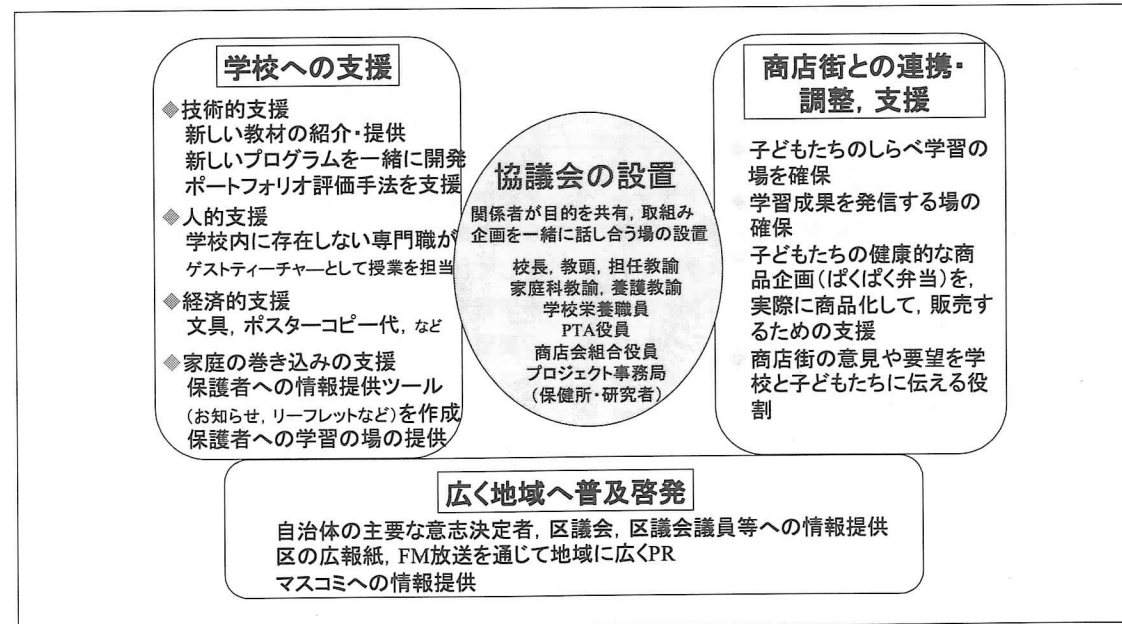 学校への支援
◈技術的支援
新しい教材の紹介・提供
新しいプログラムを一緒に開発
ポートフォリオ評価手法を支援
◈人的支援
学校内に存在しない専門職が
ゲストティーチャーとして授業を担当
◈経済的支援
文具，ポスターコピー代，など
◈家庭の巻き込みの支援
保護者への情報提供ツール
(お知らせ，リーフレットなど)を作成
保護者への学習の場の提供
協議会の設置
関係者が目的を共有，取組み
企画を一緒に話し合う場の設置
校長，教頭，担任教諭
家庭科教諭，養護教諭
学校栄養職員
PTA役員
商店会組合役員
プロジェクト事務局
(保健所・研究者)
商店街との連携・
調整，支援
子どもたちのしらべ学習の
場を確保
学習成果を発信する場の
確保
子どもたちの健康的な商
品企画(ぱくぱく弁当)を，
実際に商品化して，販売す
るための支援
商店街の意見や要望を学
校と子どもたちに伝える役
割
広く地域へ普及啓発
自治体の主要な意志決定者，区議会，区議会議員等への情報提供
区の広報紙，FM放送を通じて地域に広くPR
マスコミへの情報提供